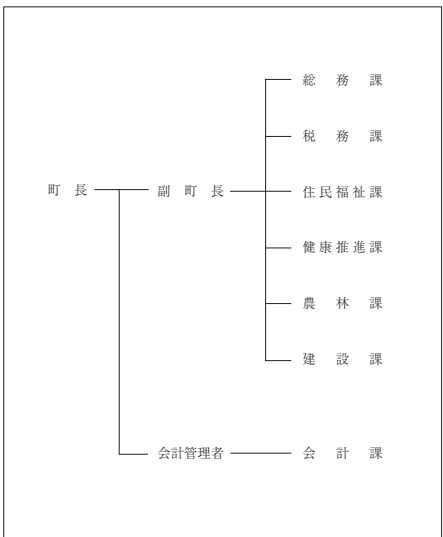 総務課
税務課
町長 副町長 住民福祉課
健康推進課
農林課
建設課
会計管理者 会計課